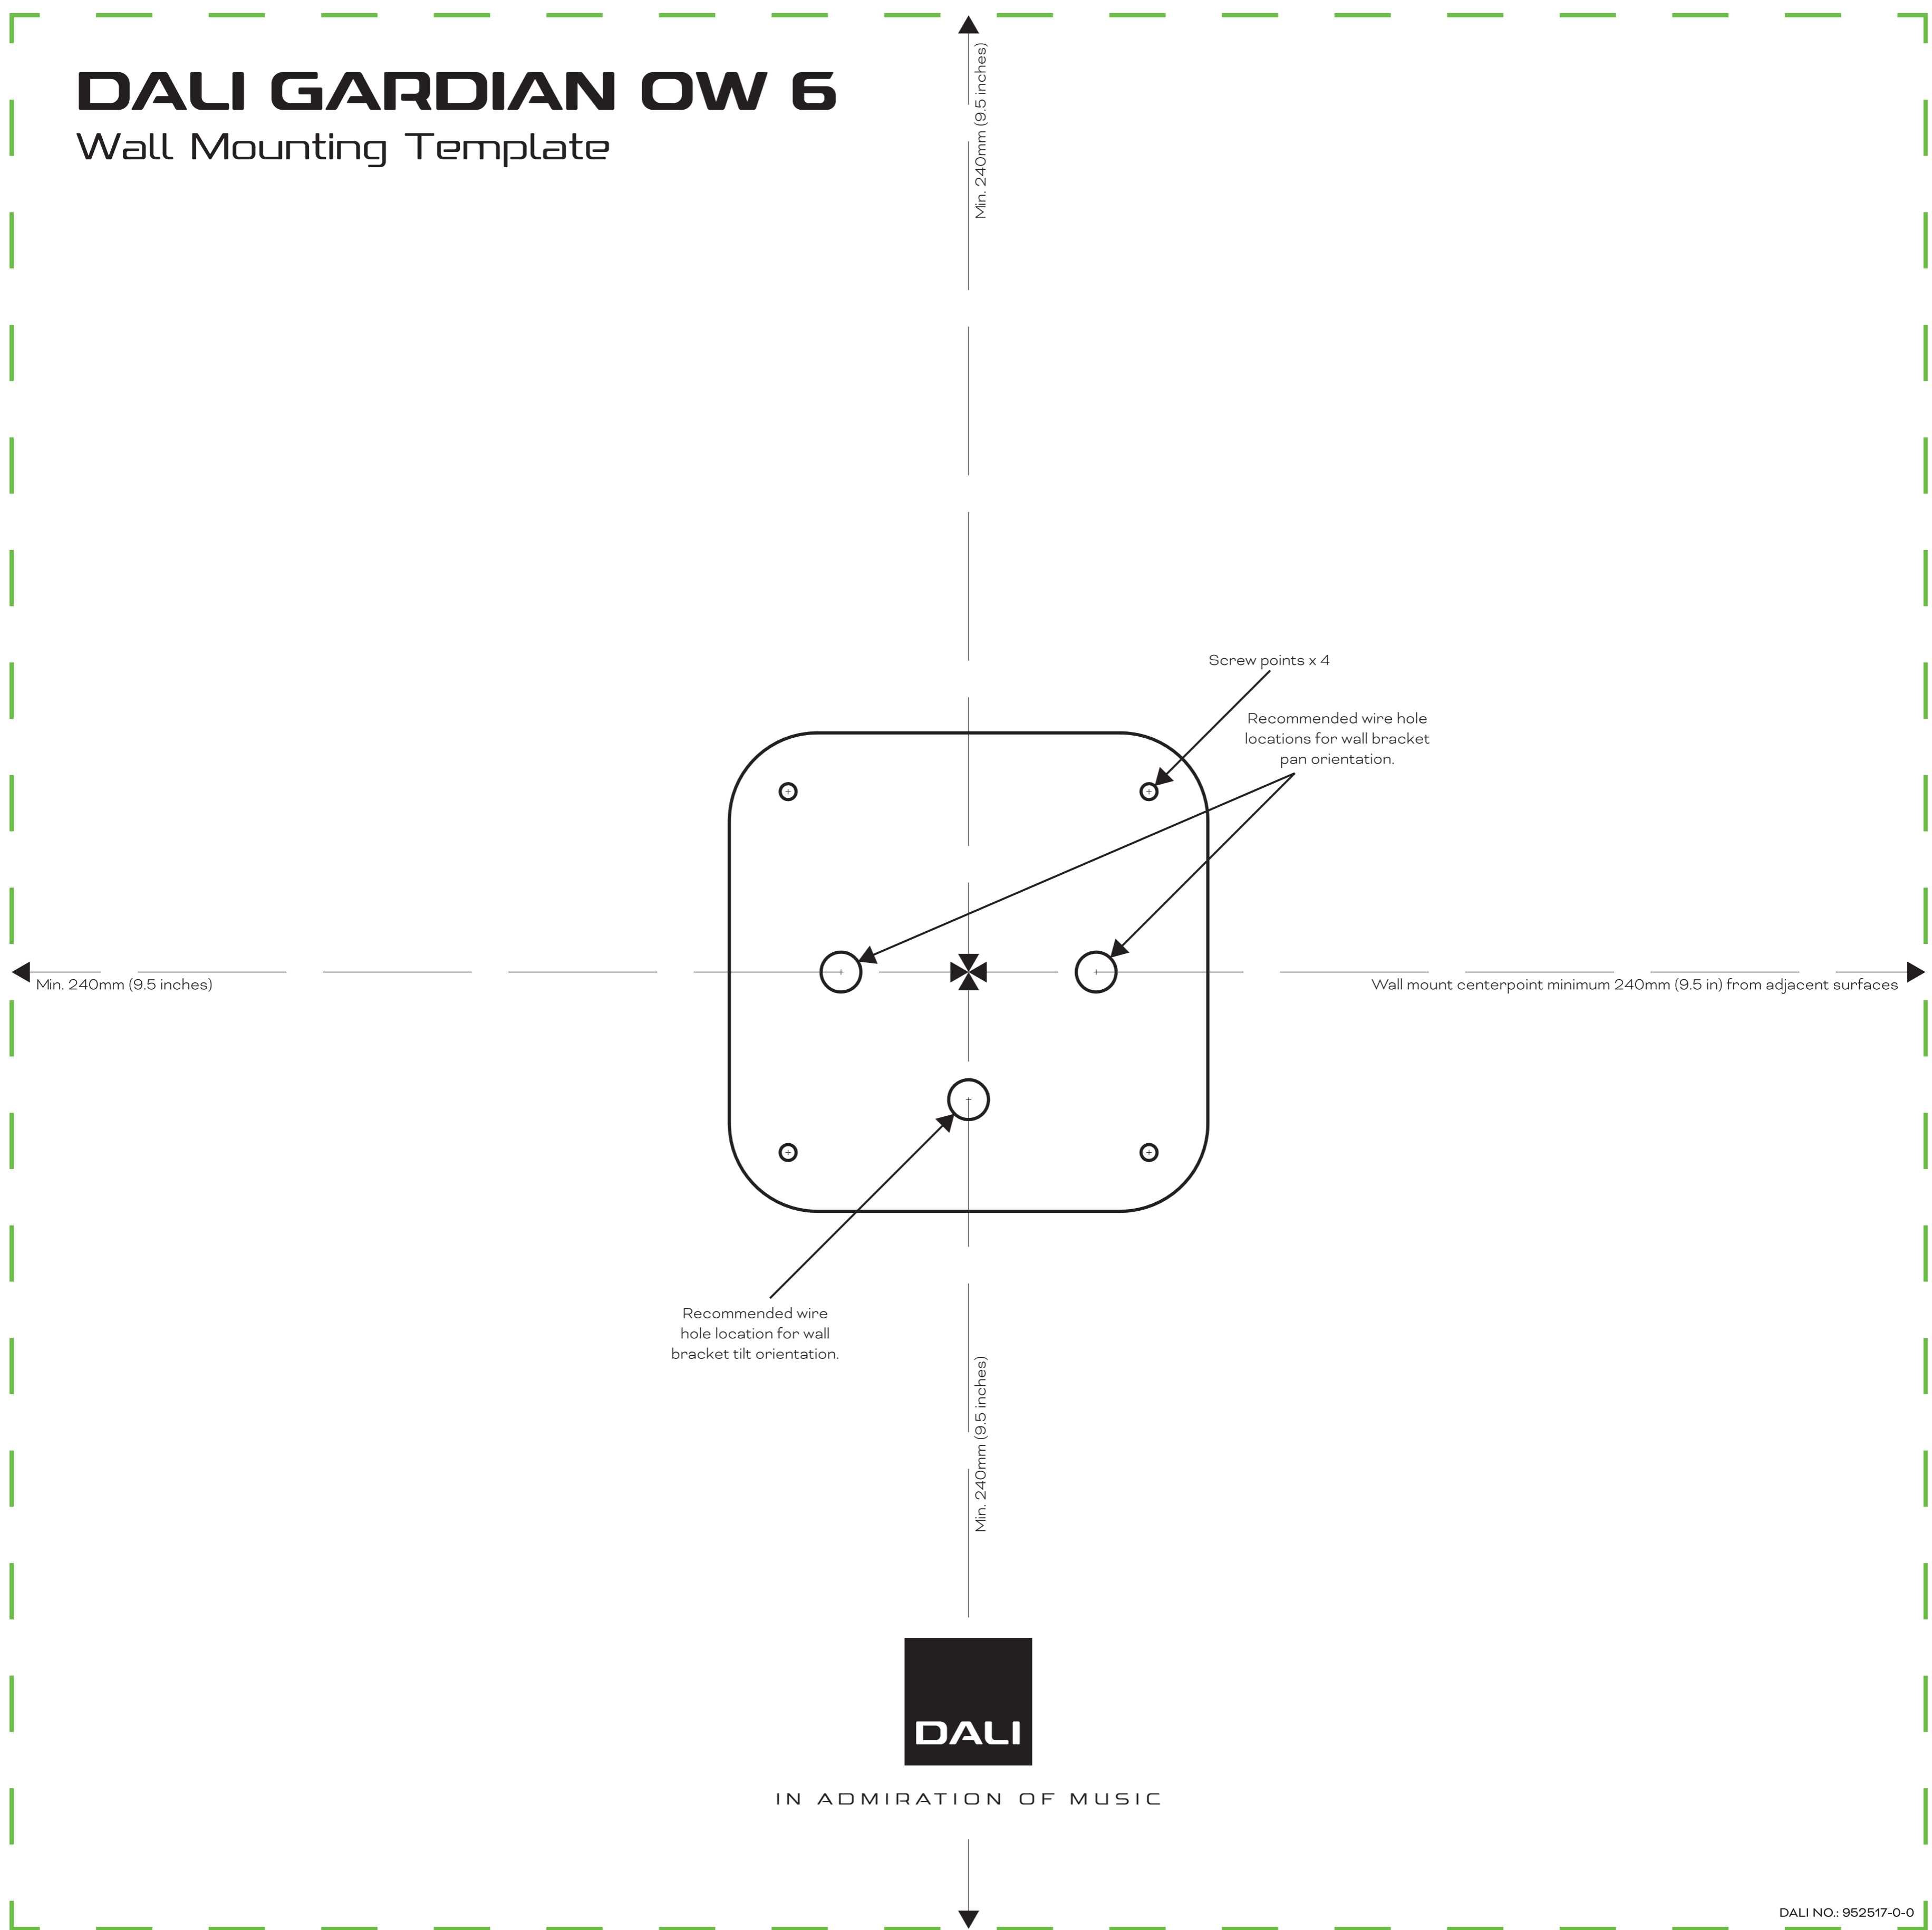 DALI GARDIAN OW 6
Wall Mounting Template
Min. 240mm (9.5 inches)
Screw points x 4
Recommended wire hole
locations for wall bracket
pan orientation.
Min. 240mm (9.5 inches)
Wall mount centerpoint minimum 240mm (9.5 in) from adjacent surfaces
Recommended wire
hole location for wall
bracket tilt orientation.
Min. 240mm (9.5 inches)
DALI
IN ADMIRATION OF MUSIC
DALI NO.: 952517-0-0